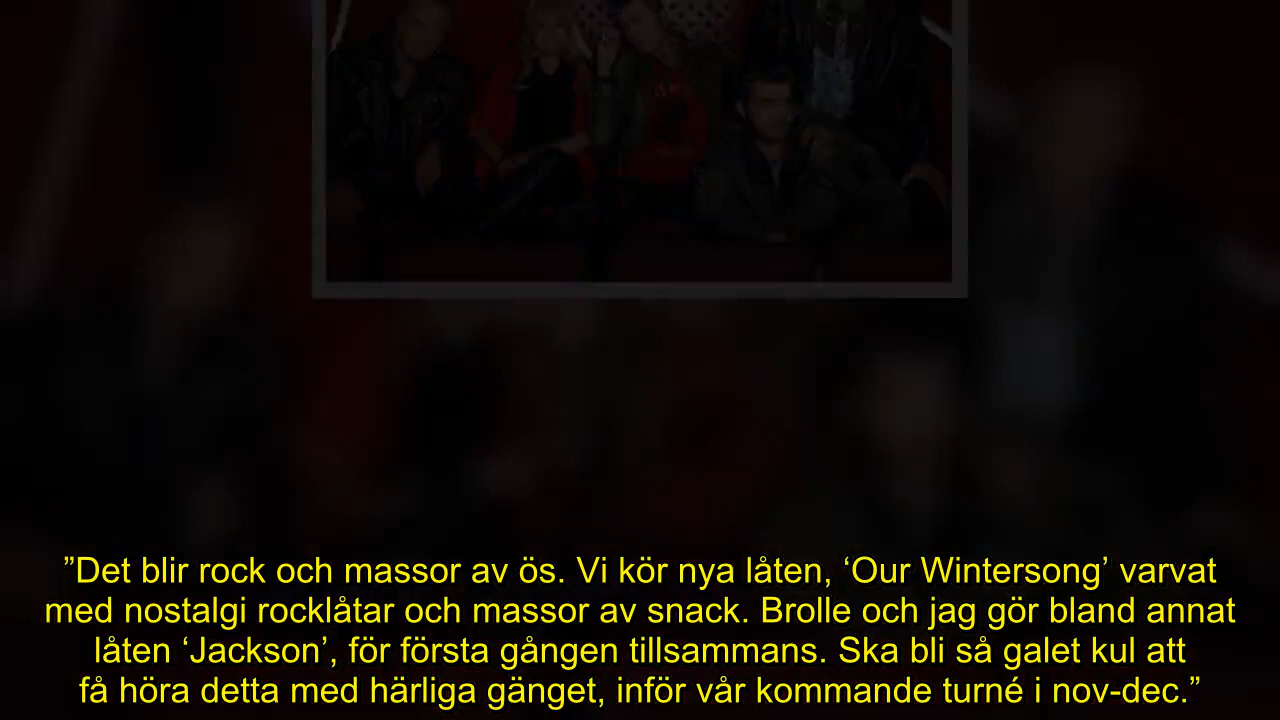 ”Det blir rock och massor av ös. Vi kör nya låten, ‘Our Wintersong’ varvat
med nostalgi rocklåtar och massor av snack. Brolle och jag gör bland annat
låten ‘Jackson’, för första gången tillsammans. Ska bli så galet kul att
få höra detta med härliga gänget, inför vår kommande turné i nov-dec.”